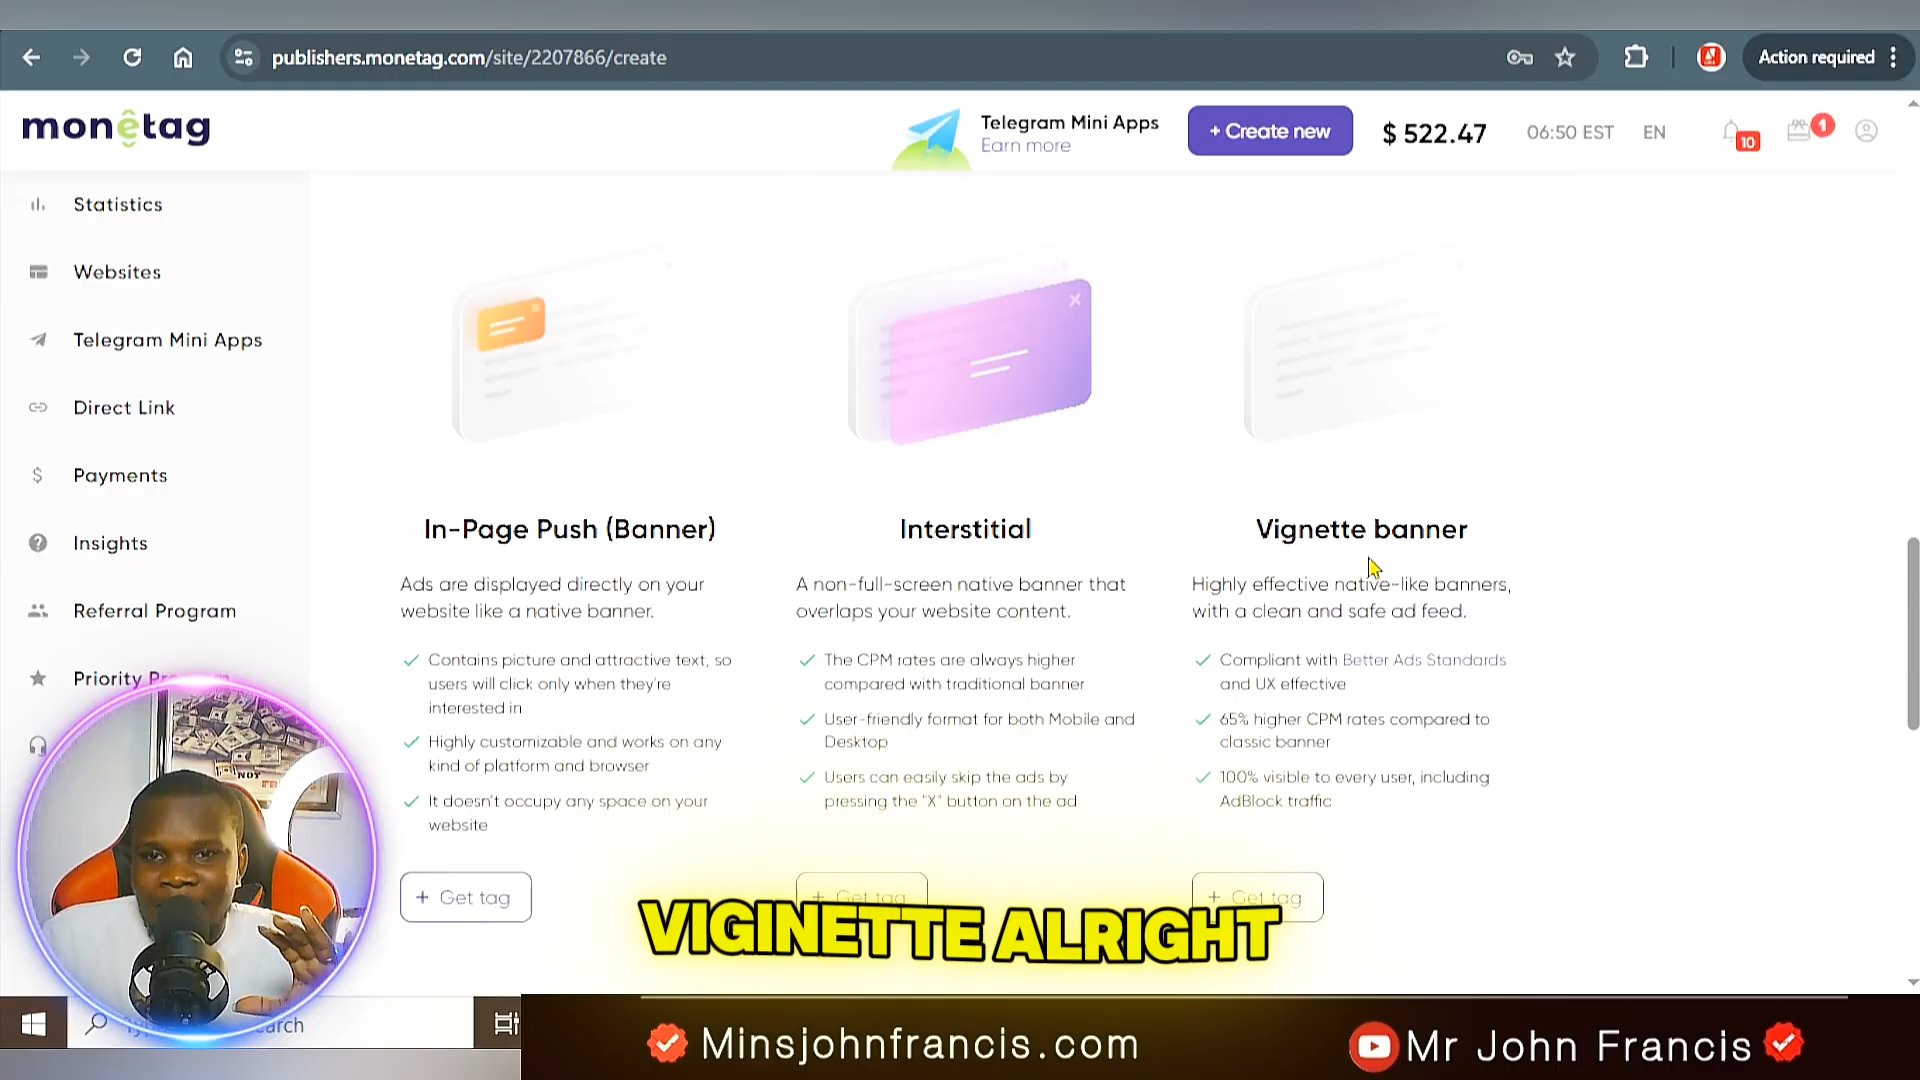 publishers.monetag.com/site/2207866/create
Action required
monetag
Telegram Mini Apps
Earn more
+ Create new
$ 522.47
06:50 EST
EN
10
1
Statistics
Websites
Telegram Mini Apps
Direct Link
Payments
Insights
Referral Program
Priority
In-Page Push (Banner)
Ads are displayed directly on your
website like a native banner.
Contains picture and attractive text, so
users will click only when they're
interested in
Highly customizable and works on any
kind of platform and browser
It doesn't occupy any space on your
website
+ Get tag
Interstitial
A non-full-screen native banner that
overlaps your website content.
The CPM rates are always higher
compared with traditional banner
User-friendly format for both Mobile and
Desktop
Users can easily skip the ads by
pressing the "X" button on the ad
+ Get tag
Vignette banner
Highly effective native-like banners,
with a clean and safe ad feed.
Compliant with Better Ads Standards
and UX effective
65% higher CPM rates compared to
classic banner
100% visible to every user, including
AdBlock traffic
+ Get tag
NOT
VIGINETTE ALRIGHT
Minsjohnfrancis.com
Mr John Francis